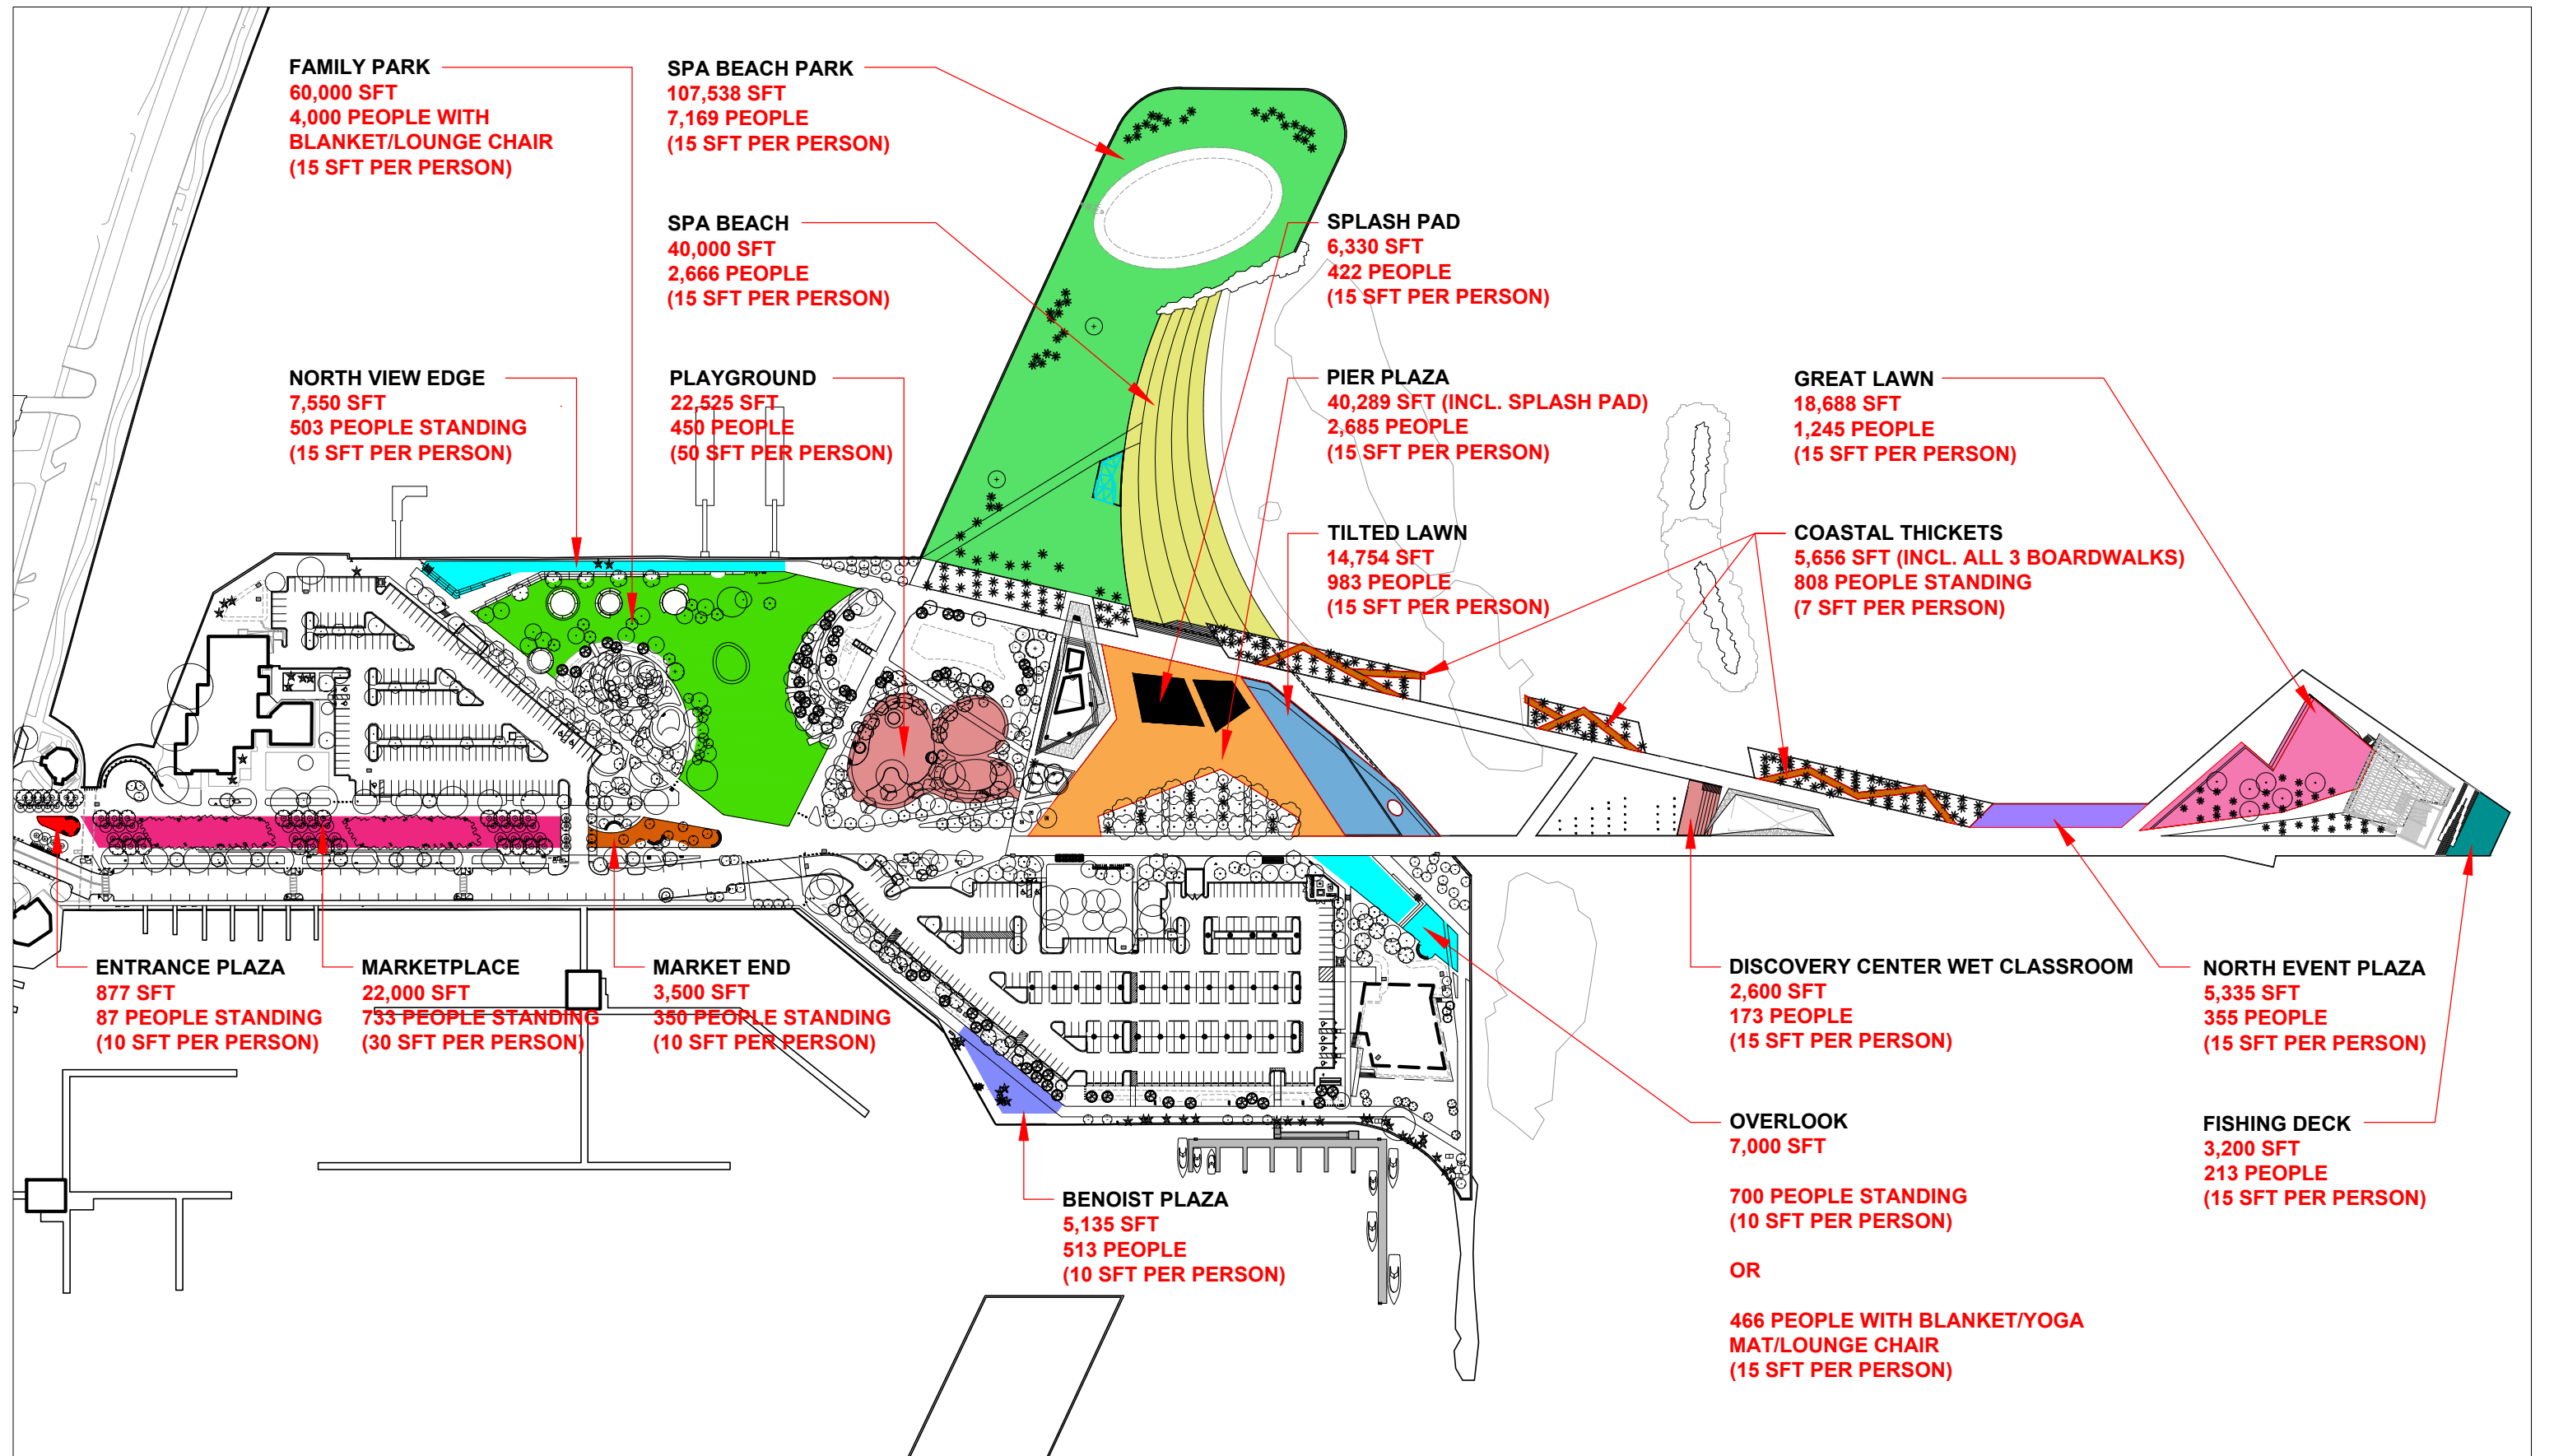 FAMILY PARK
60,000 SFT
4,000 PEOPLE WITH
BLANKET/LOUNGE CHAIR
(15 SFT PER PERSON)
SPA BEACH PARK
107,538 SFT
7,169 PEOPLE
(15 SFT PER PERSON)
SPA BEACH
40,000 SFT
2,666 PEOPLE
(15 SFT PER PERSON)
SPLASH PAD
6,330 SFT
422 PEOPLE
(15 SFT PER PERSON)
NORTH VIEW EDGE
7,550 SFT
503 PEOPLE STANDING
(15 SFT PER PERSON)
PLAYGROUND
22,525 SFT
450 PEOPLE
(50 SFT PER PERSON)
PIER PLAZA
40,289 SFT (INCL. SPLASH PAD)
2,685 PEOPLE
(15 SFT PER PERSON)
GREAT LAWN
18,688 SFT
1,245 PEOPLE
(15 SFT PER PERSON)
TILTED LAWN
14,754 SFT
983 PEOPLE
(15 SFT PER PERSON)
COASTAL THICKETS
5,656 SFT (INCL. ALL 3 BOARDWALKS)
808 PEOPLE STANDING
(7 SFT PER PERSON)
ENTRANCE PLAZA
877 SFT
87 PEOPLE STANDING
(10 SFT PER PERSON)
MARKETPLACE
22,000 SFT
733 PEOPLE STANDING
(30 SFT PER PERSON)
MARKET END
3,500 SFT
350 PEOPLE STANDING
(10 SFT PER PERSON)
DISCOVERY CENTER WET CLASSROOM
2,600 SFT
173 PEOPLE
(15 SFT PER PERSON)
NORTH EVENT PLAZA
5,335 SFT
355 PEOPLE
(15 SFT PER PERSON)
BENOIST PLAZA
5,135 SFT
513 PEOPLE
(10 SFT PER PERSON)
OVERLOOK
7,000 SFT
700 PEOPLE STANDING
(10 SFT PER PERSON)
OR
466 PEOPLE WITH BLANKET/YOGA
MAT/LOUNGE CHAIR
(15 SFT PER PERSON)
FISHING DECK
3,200 SFT
213 PEOPLE
(15 SFT PER PERSON)